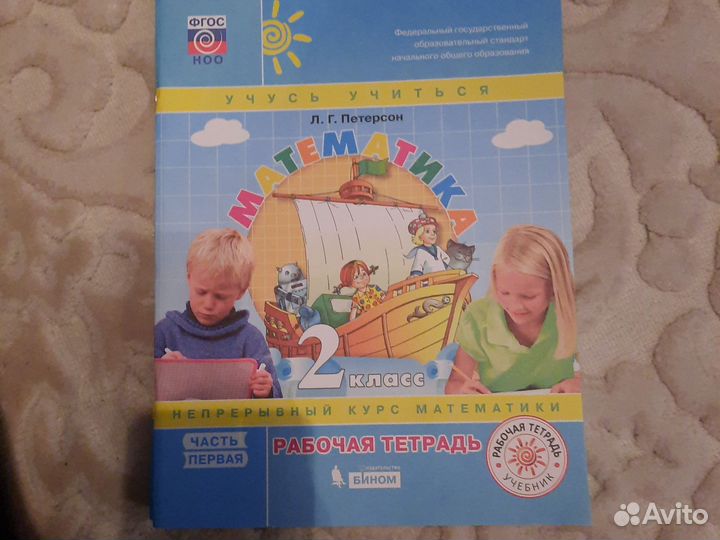 ФГОС
НОО
Федеральный государственный
образовательный стандарт
начального общего образования
УЧУСЬ УЧИТЬСЯ
Л. Г. Петерсон
МАТЕМАТИКА
2 класс
НЕПРЕРЫВНЫЙ КУРС МАТЕМАТИКИ
ЧАСТЬ
ПЕРВАЯ
РАБОЧАЯ ТЕТРАДЬ
издательство
БИНОМ
РАБОЧАЯ ТЕТРАДЬ
УЧЕБНИК
Avito